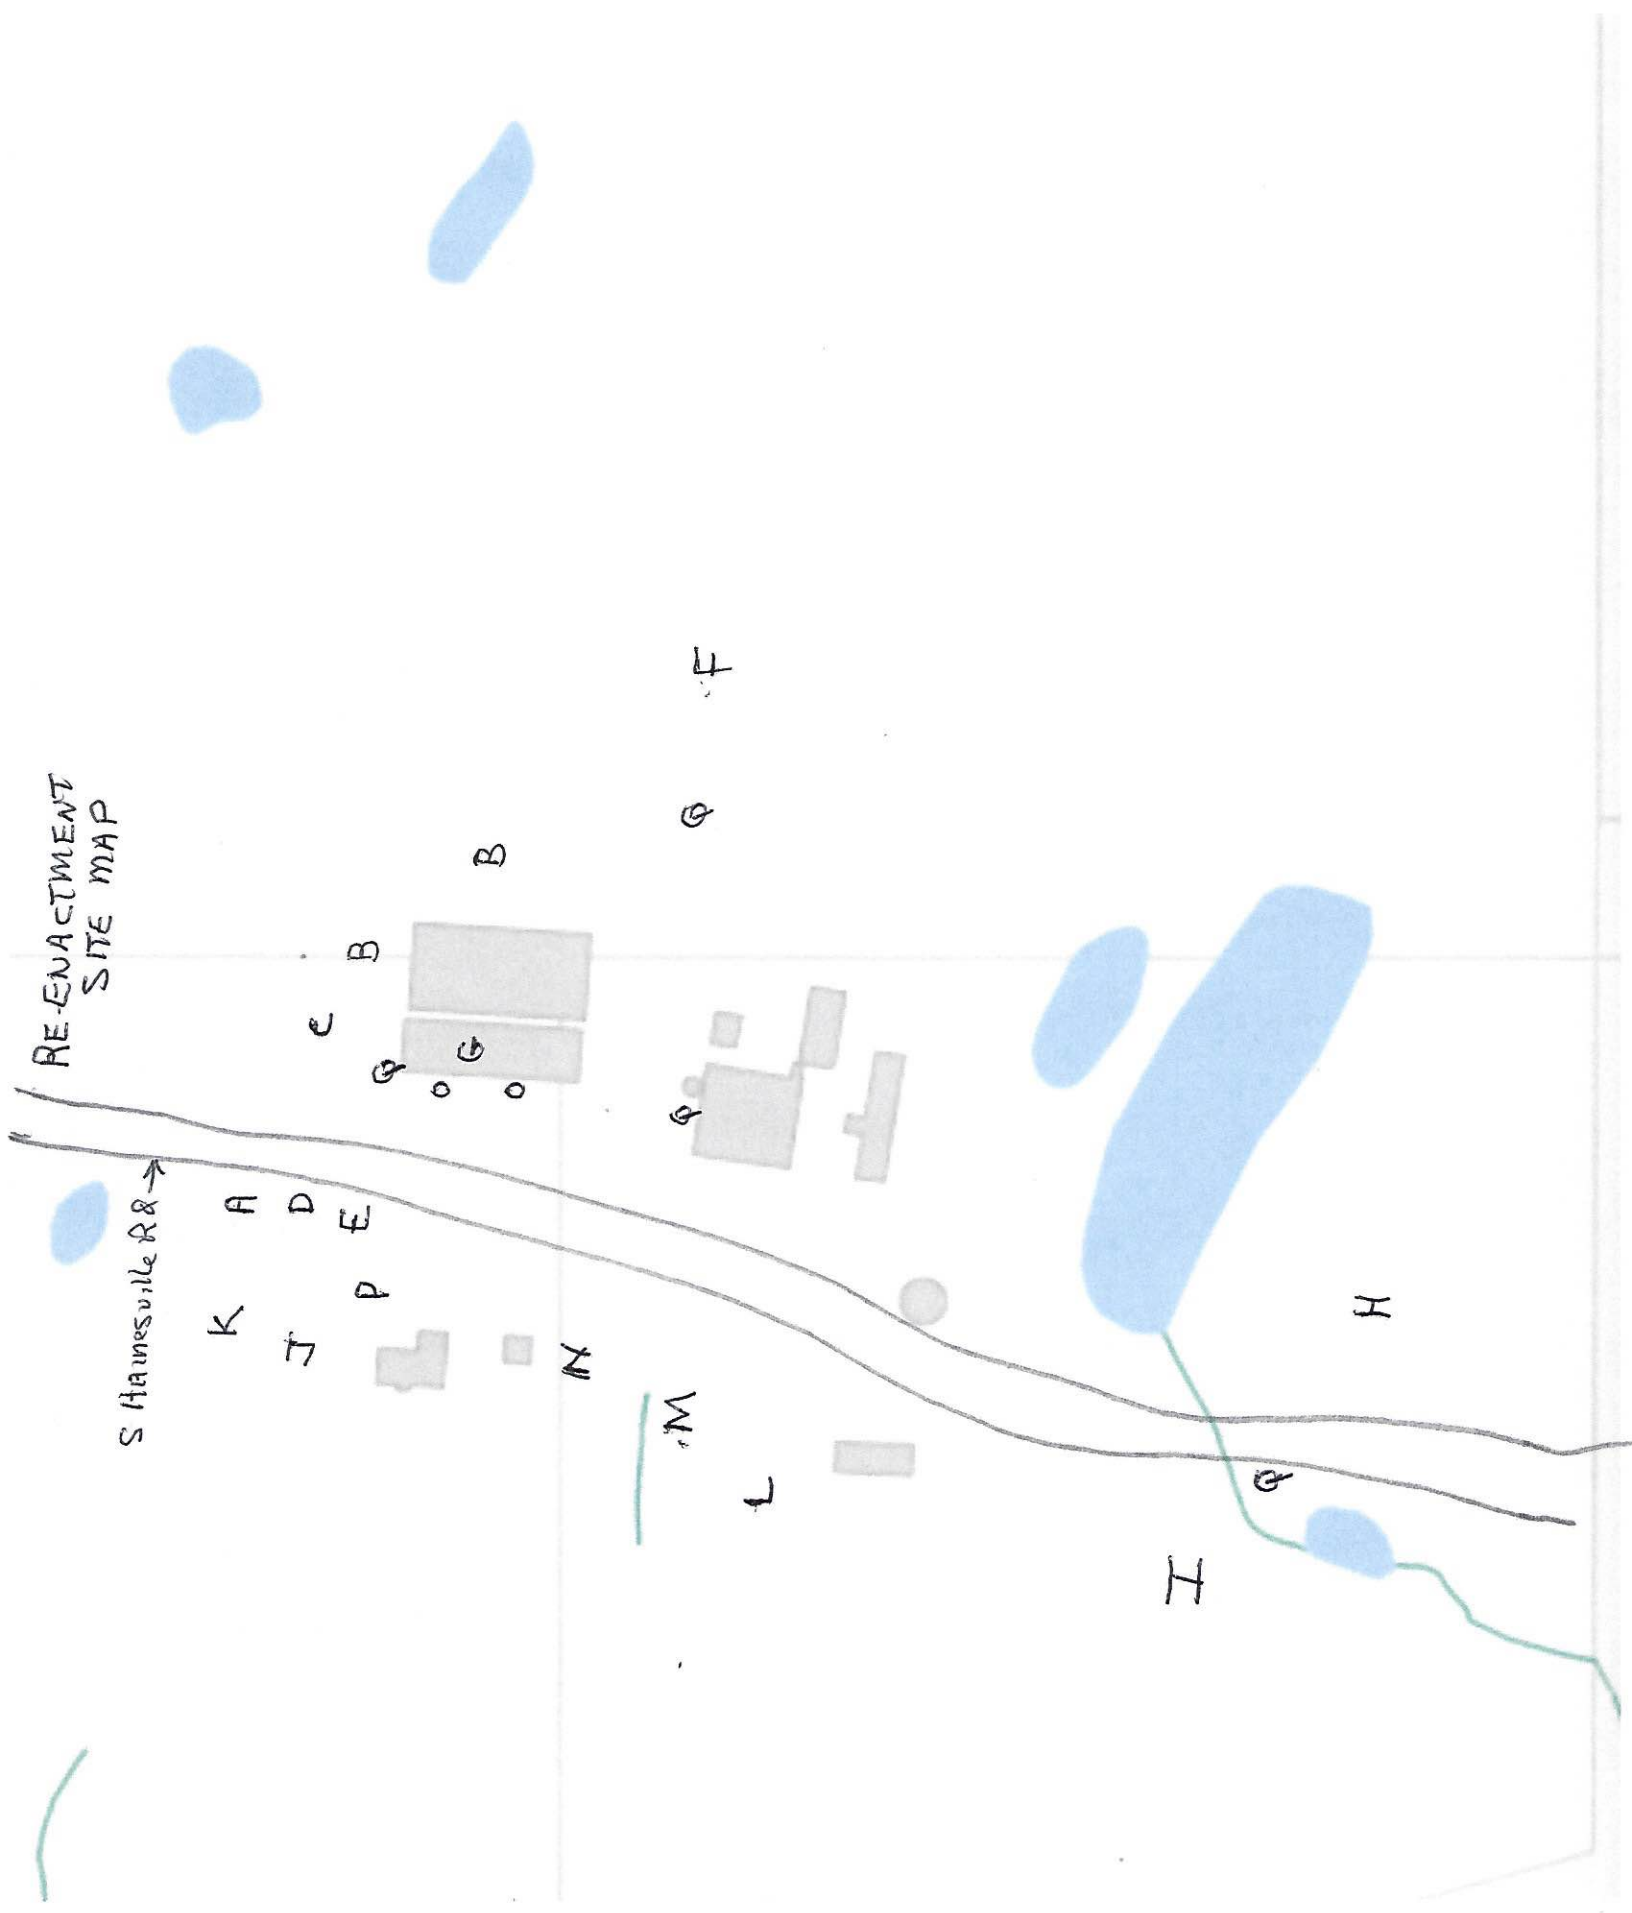 RE-ENACTMENT
SITE MAP
S Hainesville Rd →
K
A
J
D
C
P
E
B
Q
O
G
B
O
N
M
Q
Q
F
L
H
Q
I